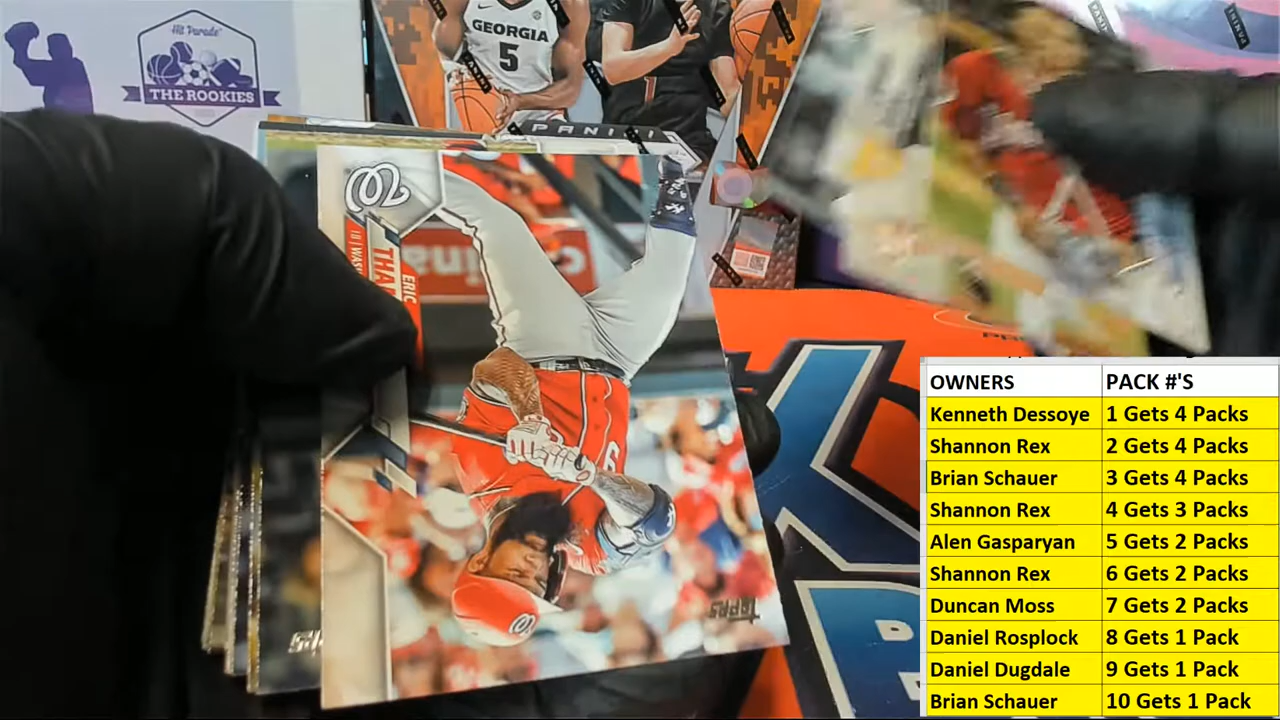 Hit Parade
THE ROOKIES
GEORGIA
5
PANINI
ERIC
THA
1B | WAS
6
TOPPS
OWNERS PACK #'S
Kenneth Dessoye 1 Gets 4 Packs
Shannon Rex 2 Gets 4 Packs
Brian Schauer 3 Gets 4 Packs
Shannon Rex 4 Gets 3 Packs
Alen Gasparyan 5 Gets 2 Packs
Shannon Rex 6 Gets 2 Packs
Duncan Moss 7 Gets 2 Packs
Daniel Rosplock 8 Gets 1 Pack
Daniel Dugdale 9 Gets 1 Pack
Brian Schauer 10 Gets 1 Pack